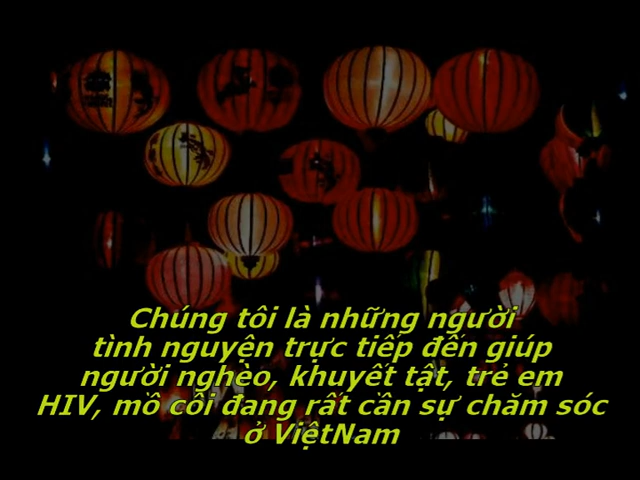 Chúng tôi là những người
tình nguyện trực tiếp đến giúp
người nghèo, khuyết tật, trẻ em
HIV, mồ côi đang rất cần sự chăm sóc
ở ViệtNam